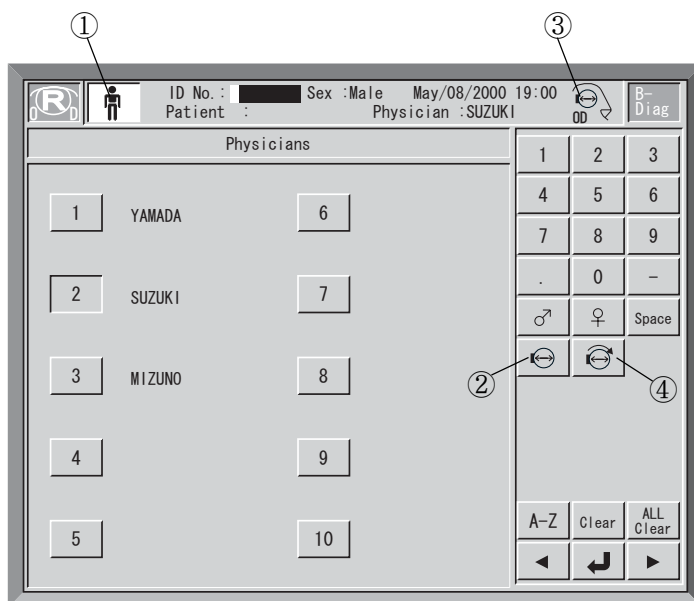 ① ③
R
O D
ID No.: Sex :Male May/08/2000 19:00
Patient : Physician :SUZUKI
OD
B-
Diag
Physicians
1 YAMADA 6
2 SUZUKI 7
3 MIZUNO 8
4 9
5 10
1 2 3
4 5 6
7 8 9
. 0 −
♂ ♀ Space
② ④
A−Z Clear ALL
Clear
◀ ↵ ▶